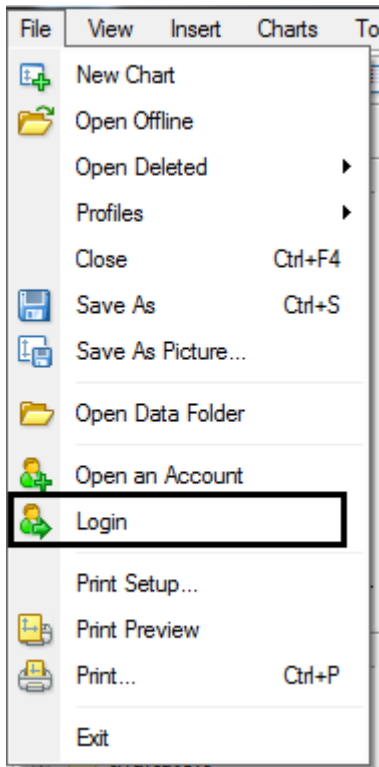 File View Insert Charts To
New Chart
Open Offline
Open Deleted
Profiles
Close Ctrl+F4
Save As Ctrl+S
Save As Picture...
Open Data Folder
Open an Account
Login
Print Setup...
Print Preview
Print... Ctrl+P
Exit